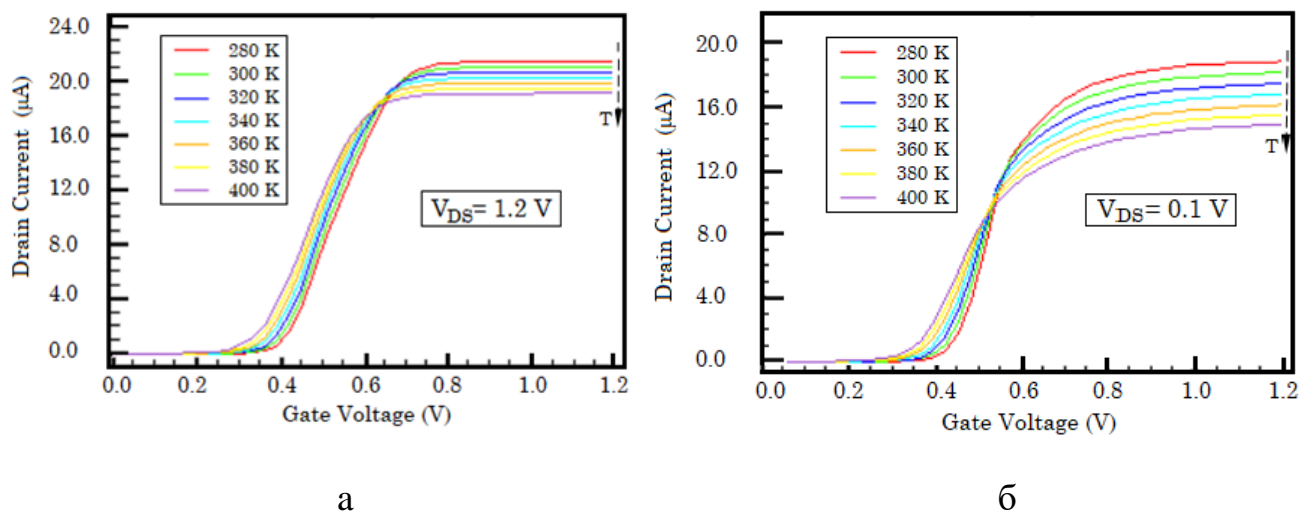 24.0
20.0
16.0
12.0
8.0
4.0
0.0
Drain Current (μA)
280 K
300 K
320 K
340 K
360 K
380 K
400 K
V_DS= 1.2 V
T
0.0 0.2 0.4 0.6 0.8 1.0 1.2
Gate Voltage (V)
а
20.0
16.0
12.0
8.0
4.0
0.0
Drain Current (μA)
280 K
300 K
320 K
340 K
360 K
380 K
400 K
V_DS= 0.1 V
T
0.0 0.2 0.4 0.6 0.8 1.0 1.2
Gate Voltage (V)
б